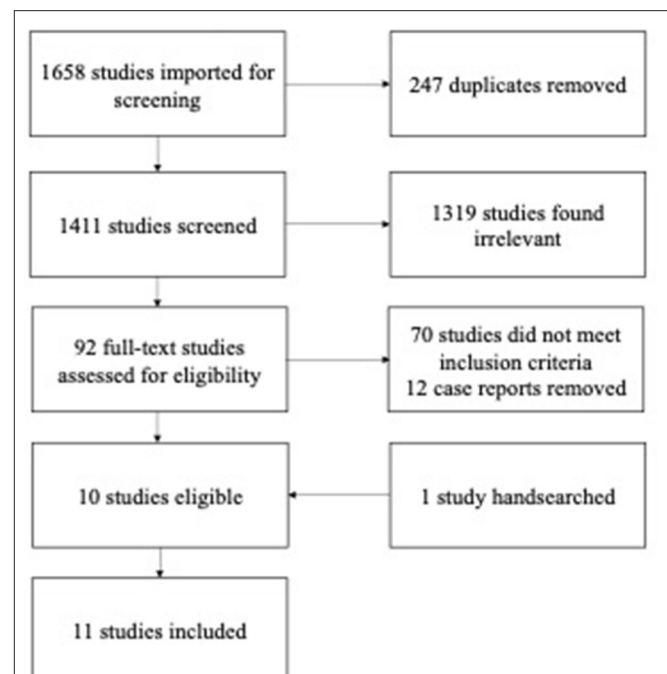 1658 studies imported for
screening
247 duplicates removed
1411 studies screened
1319 studies found
irrelevant
92 full-text studies
assessed for eligibility
70 studies did not meet
inclusion criteria
12 case reports removed
10 studies eligible
1 study handsearched
11 studies included